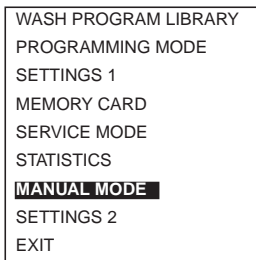 WASH PROGRAM LIBRARY
PROGRAMMING MODE
SETTINGS 1
MEMORY CARD
SERVICE MODE
STATISTICS
MANUAL MODE
SETTINGS 2
EXIT